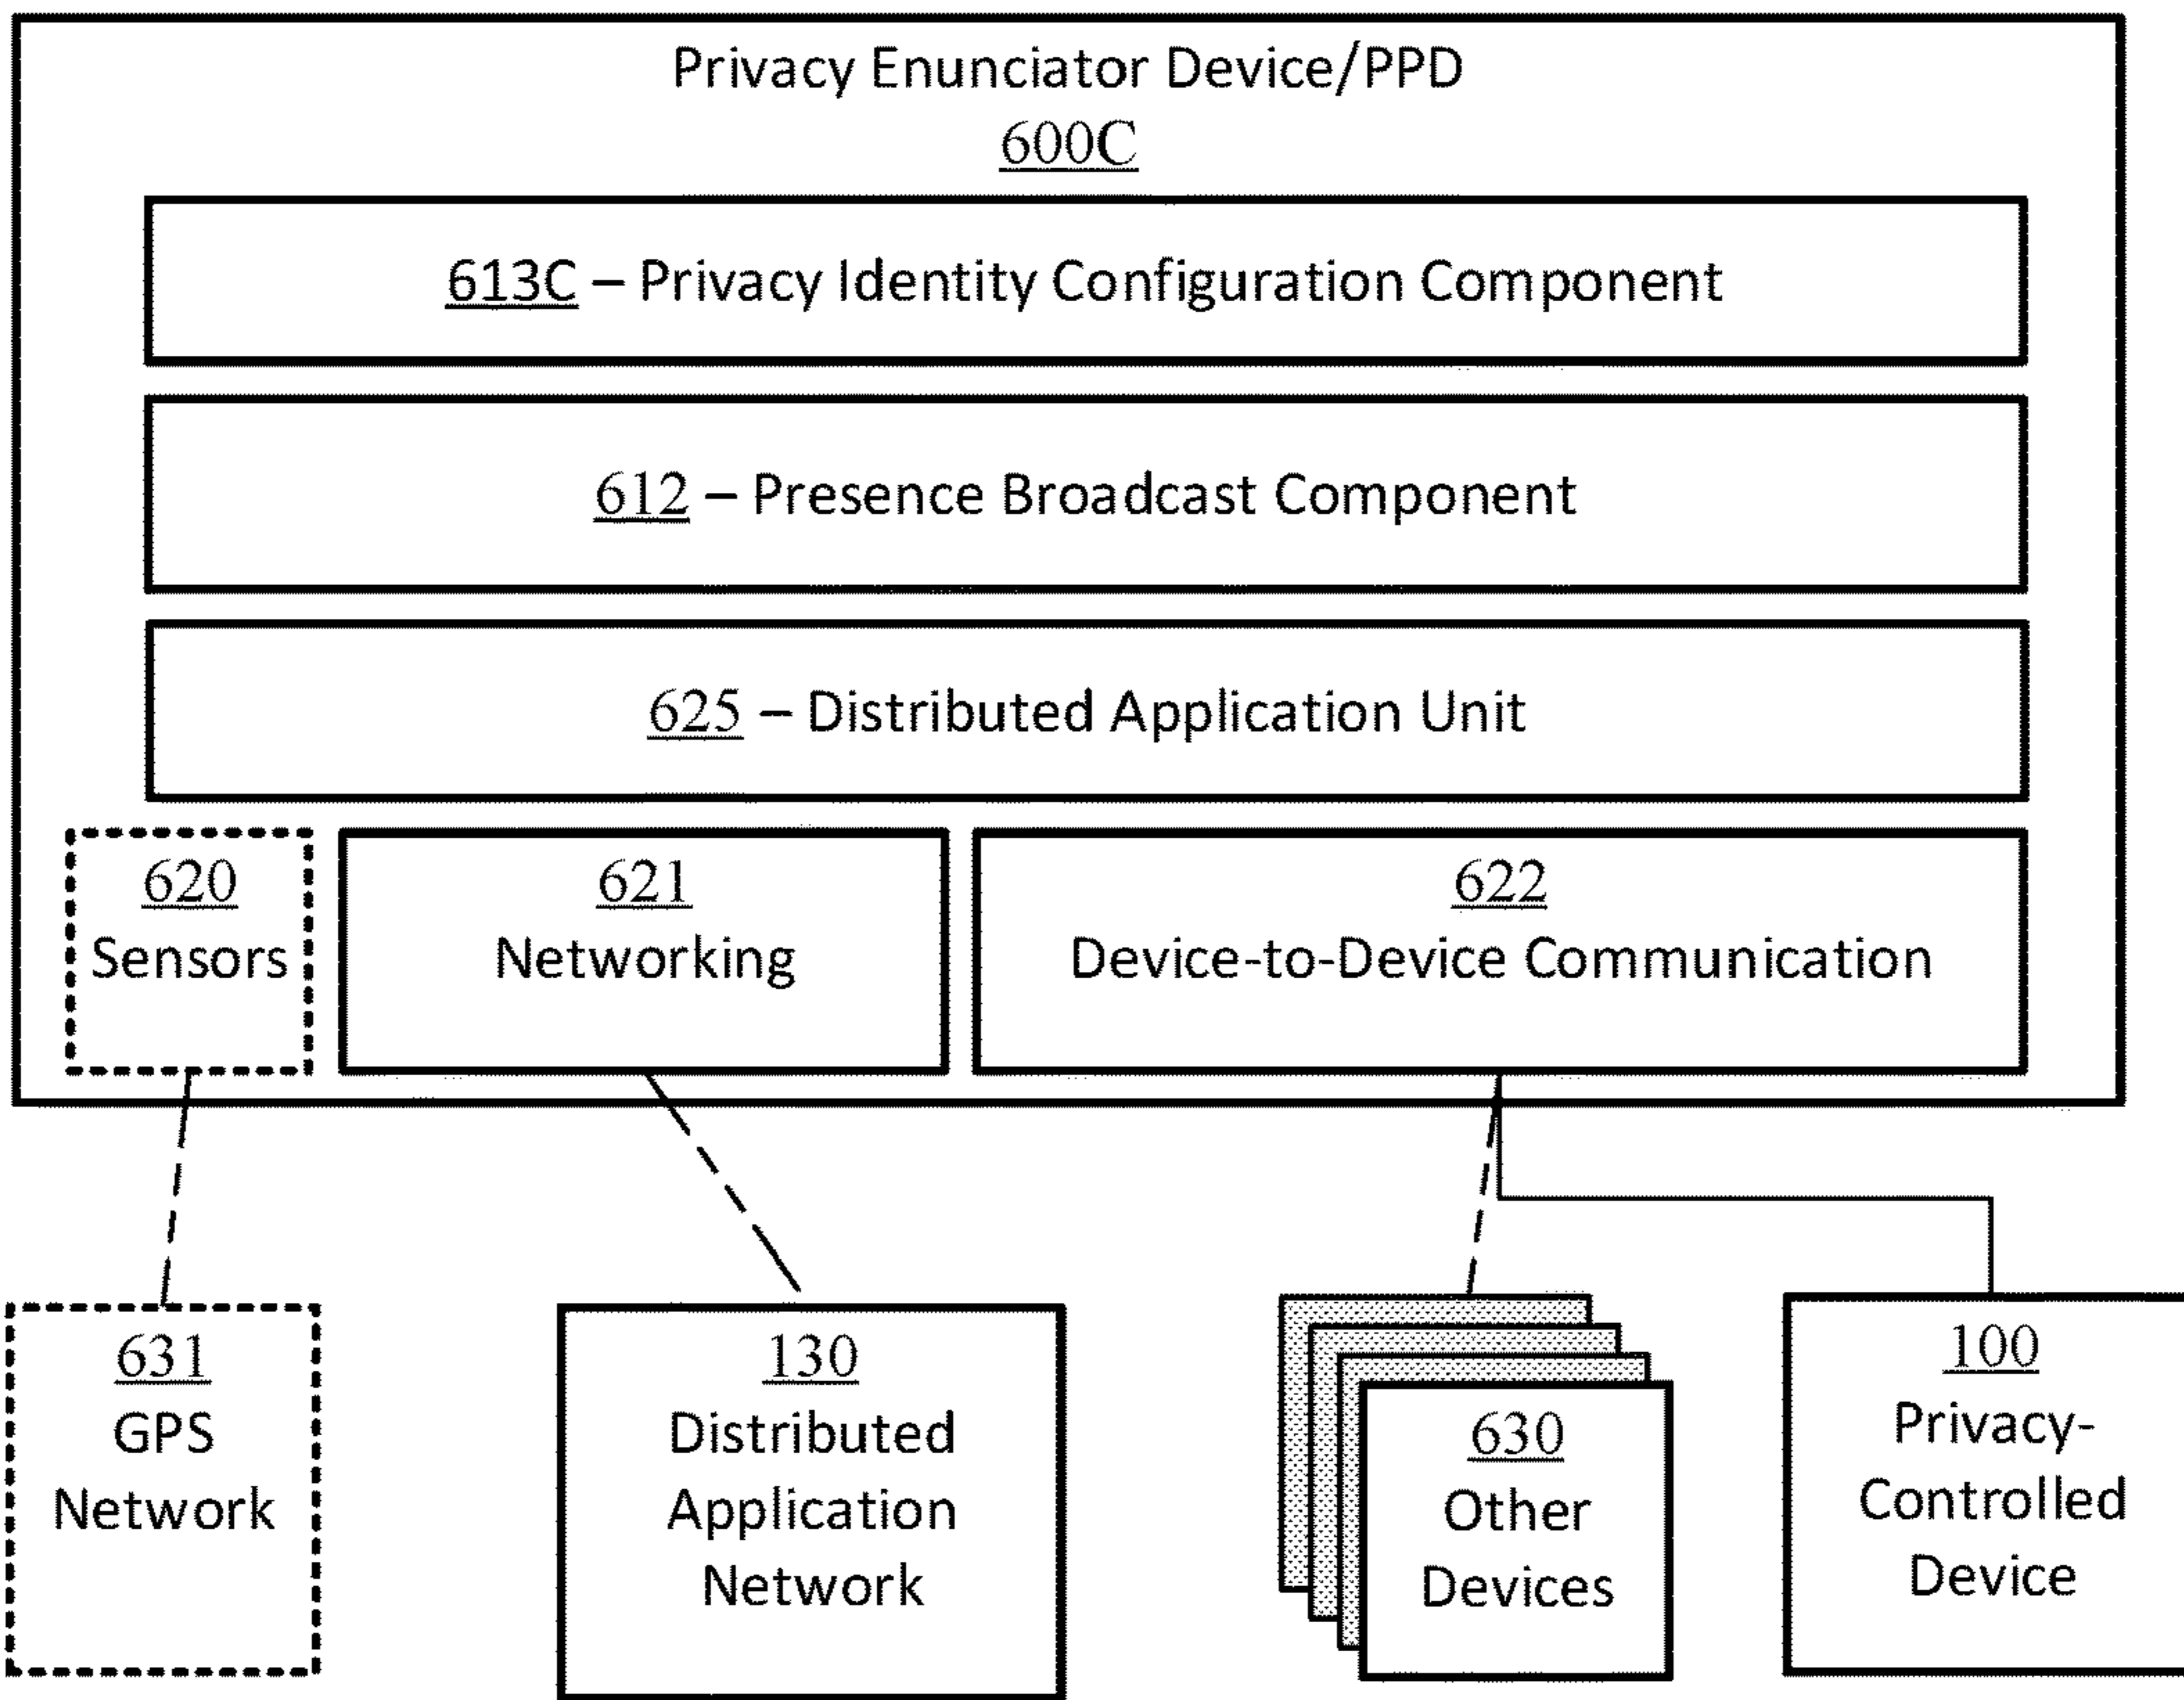 Privacy Enunciator Device/PPD
600C
613C – Privacy Identity Configuration Component
612 – Presence Broadcast Component
625 – Distributed Application Unit
620
Sensors
621
Networking
622
Device-to-Device Communication
631
GPS
Network
130
Distributed
Application
Network
630
Other
Devices
100
Privacy-
Controlled
Device